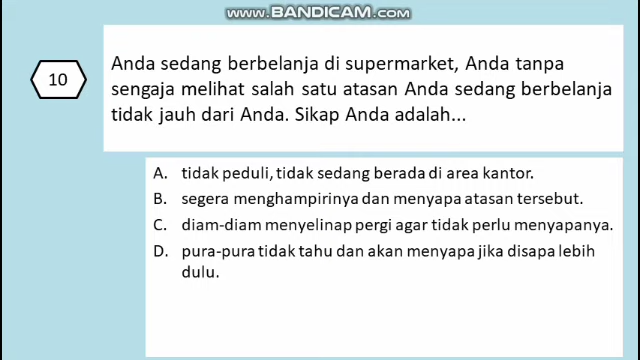 www.BANDICAM.com
10
Anda sedang berbelanja di supermarket, Anda tanpa
sengaja melihat salah satu atasan Anda sedang berbelanja
tidak jauh dari Anda. Sikap Anda adalah...
A. tidak peduli, tidak sedang berada di area kantor.
B. segera menghampirinya dan menyapa atasan tersebut.
C. diam-diam menyelinap pergi agar tidak perlu menyapanya.
D. pura-pura tidak tahu dan akan menyapa jika disapa lebih
dulu.